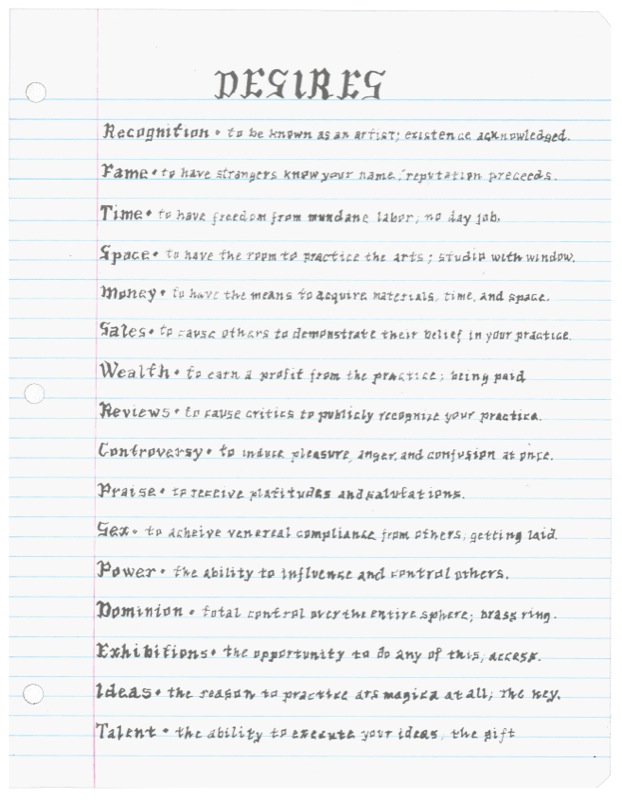 DESIRES
Recognition • to be known as an artist; existence acknowledged.
Fame • to have strangers know your name; reputation preceeds.
Time • to have freedom from mundane labor; no day job.
Space • to have the room to practice the arts; studio with window.
Money • to have the means to acquire materials, time, and space.
Sales • to cause others to demonstrate their belief in your practice.
Wealth • to earn a profit from the practice; being paid
Reviews • to cause critics to publicly recognize your practice.
Controversy • to induce pleasure, anger, and confusion at once.
Praise • to receive platitudes and salutations.
Sex • to acheive venereal compliance from others, getting laid.
Power • the ability to influence and control others.
Dominion • total control over the entire sphere; brass ring.
Exhibitions • the opportunity to do any of this, access.
Ideas • the reason to practice ars magica at all; the key.
Talent • the ability to execute your ideas, the gift